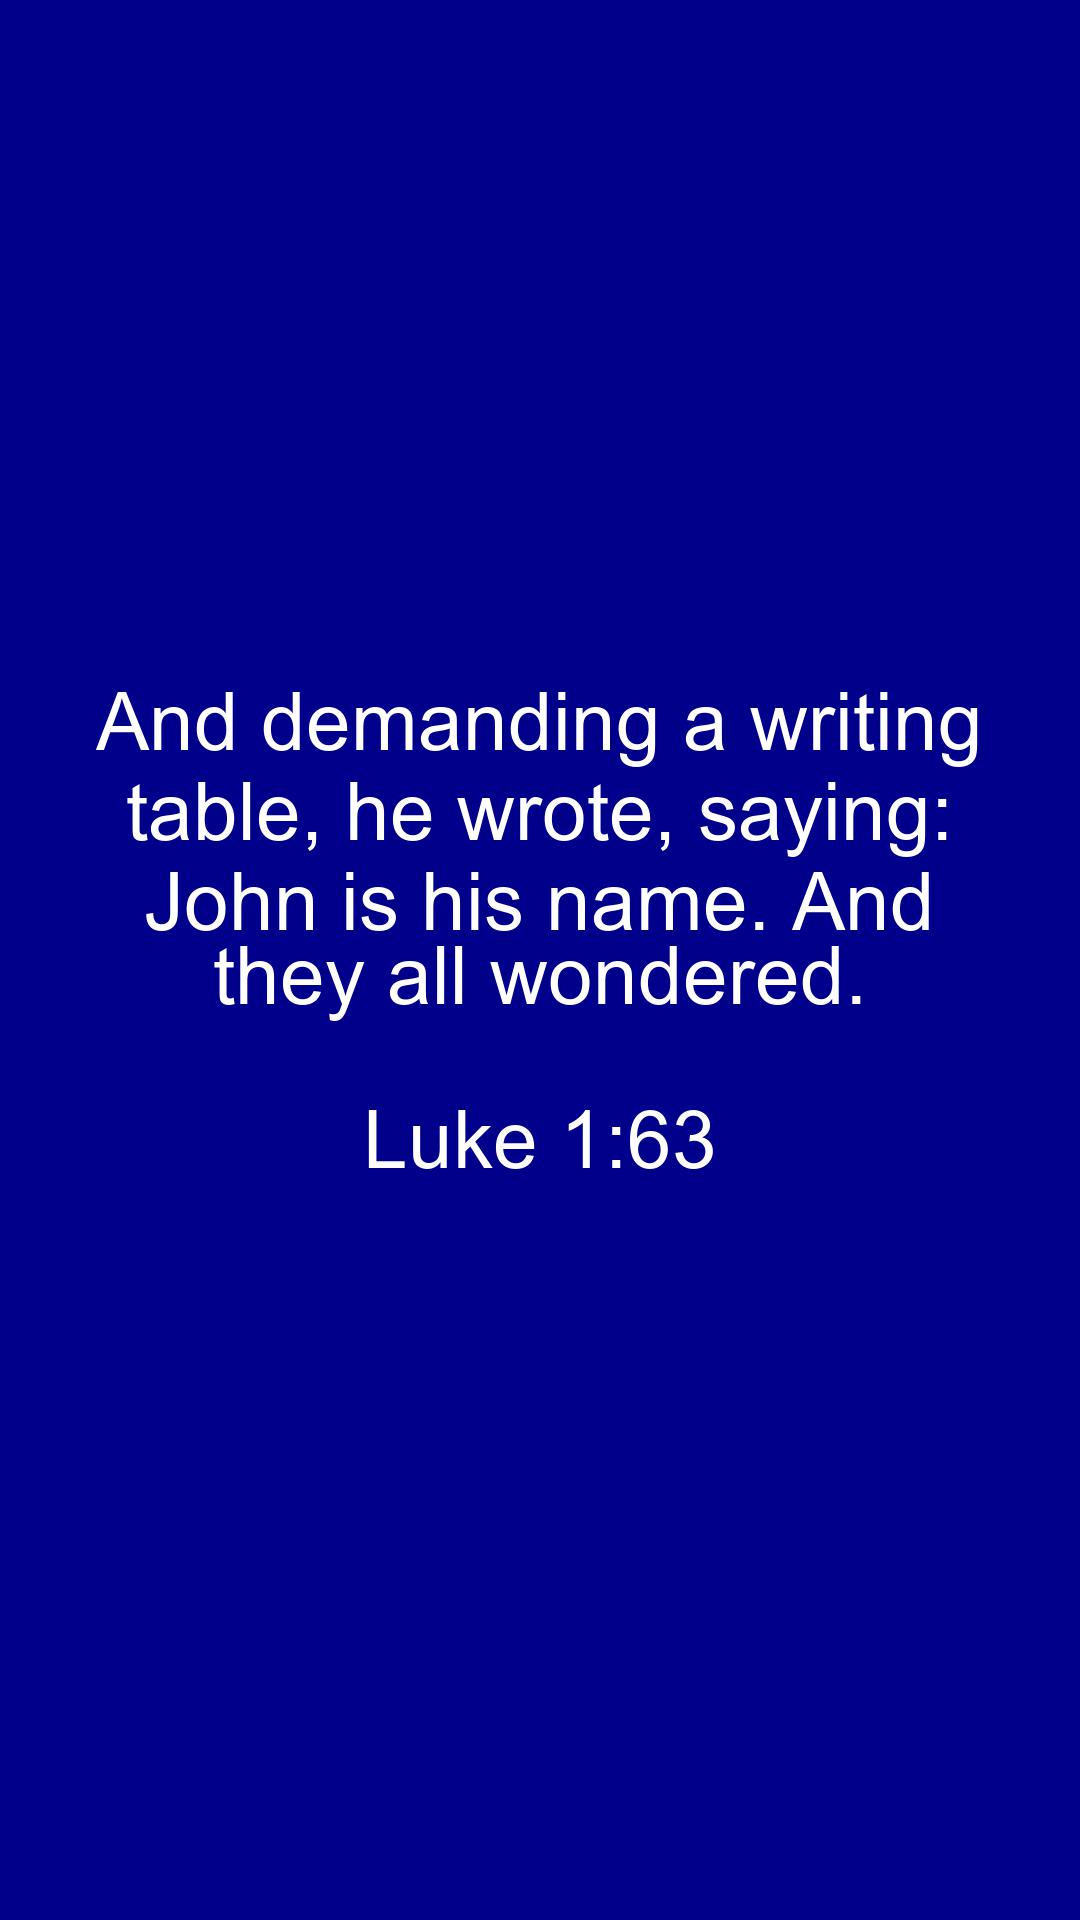 And demanding a writing
table, he wrote, saying:
John is his name. And
they all wondered.
Luke 1:63